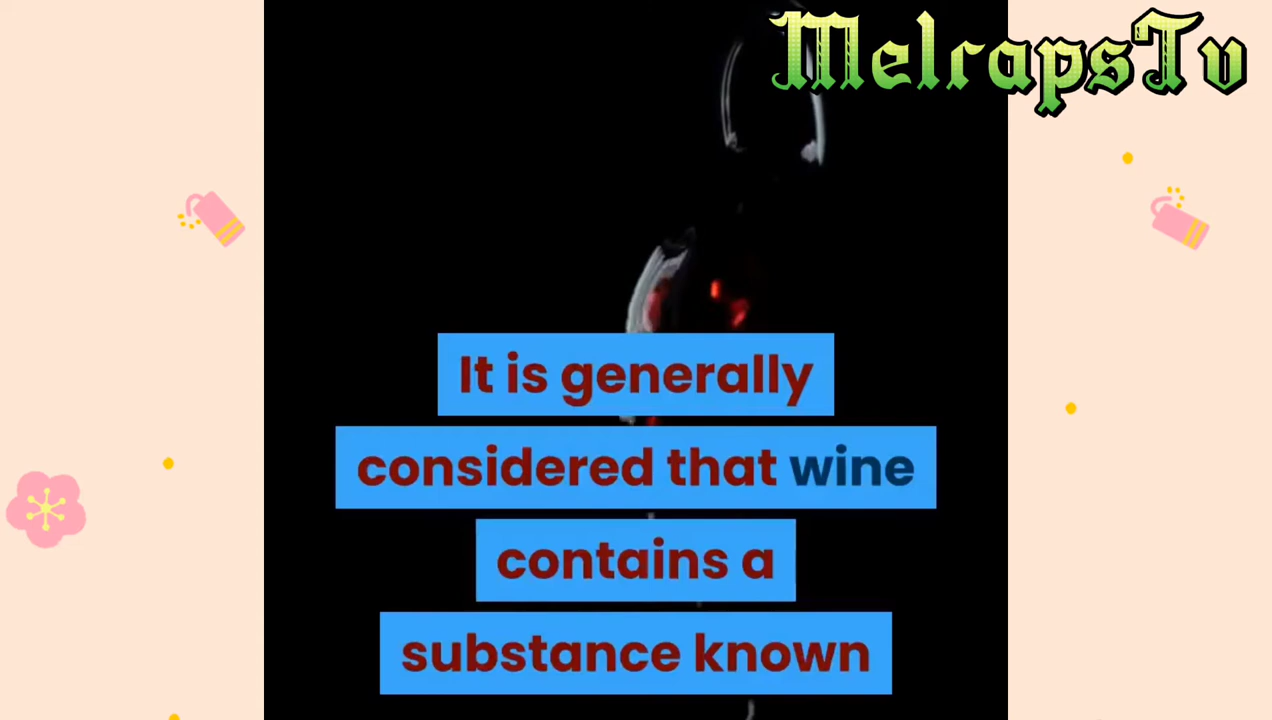 MelrapsTv
It is generally
considered that wine
contains a
substance known